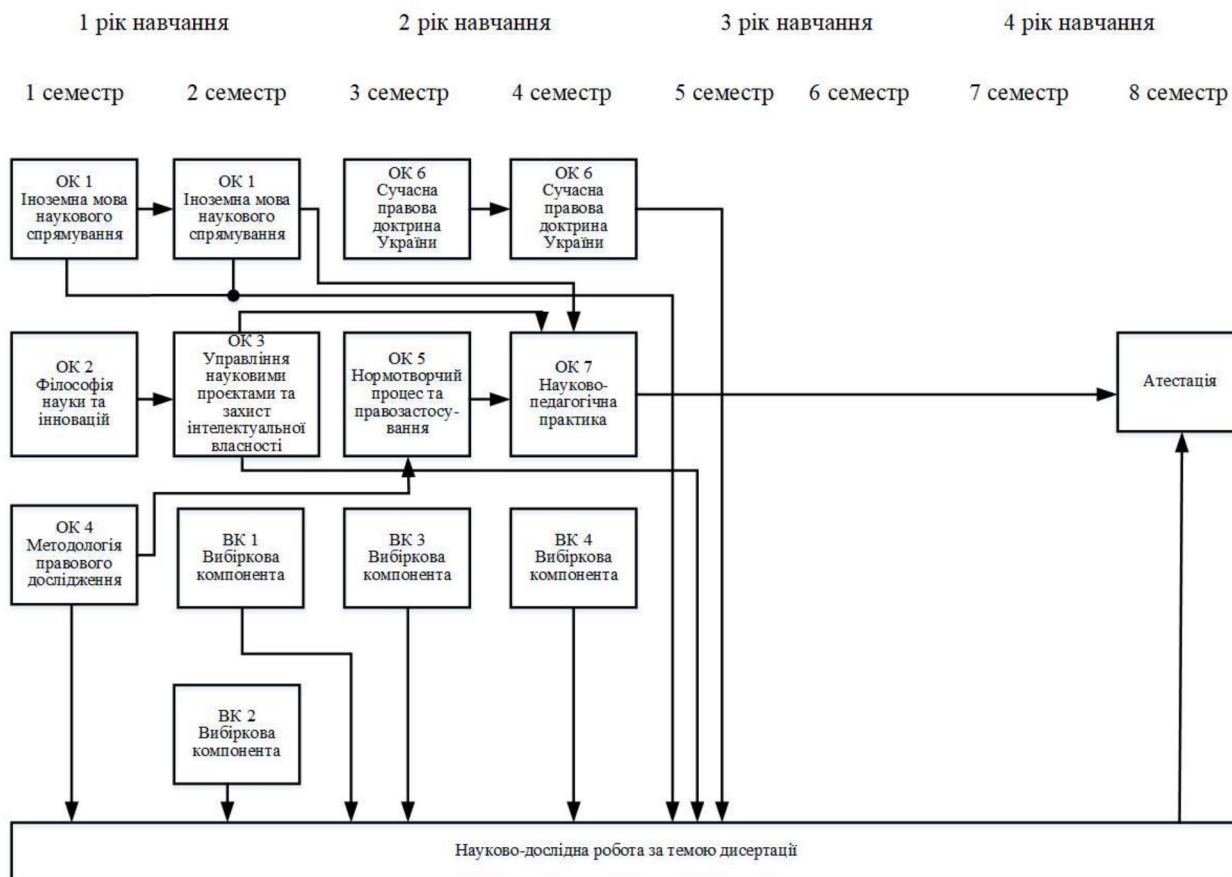 1 рік навчання
2 рік навчання
3 рік навчання
4 рік навчання
1 семестр
2 семестр
3 семестр
4 семестр
5 семестр
6 семестр
7 семестр
8 семестр
ОК 1
Іноземна мова
наукового
спрямування
ОК 1
Іноземна мова
наукового
спрямування
ОК 6
Сучасна
правова
доктрина
України
ОК 6
Сучасна
правова
доктрина
України
ОК 2
Філософія
науки та
інновацій
ОК 3
Управління
науковими
проєктами та
захист
інтелектуальної
власності
ОК 5
Нормотворчий
процес та
правозастосу-
вання
ОК 7
Науково-
педагогічна
практика
Атестація
ОК 4
Методологія
правового
дослідження
ВК 1
Вибіркова
компонента
ВК 3
Вибіркова
компонента
ВК 4
Вибіркова
компонента
ВК 2
Вибіркова
компонента
Науково-дослідна робота за темою дисертації